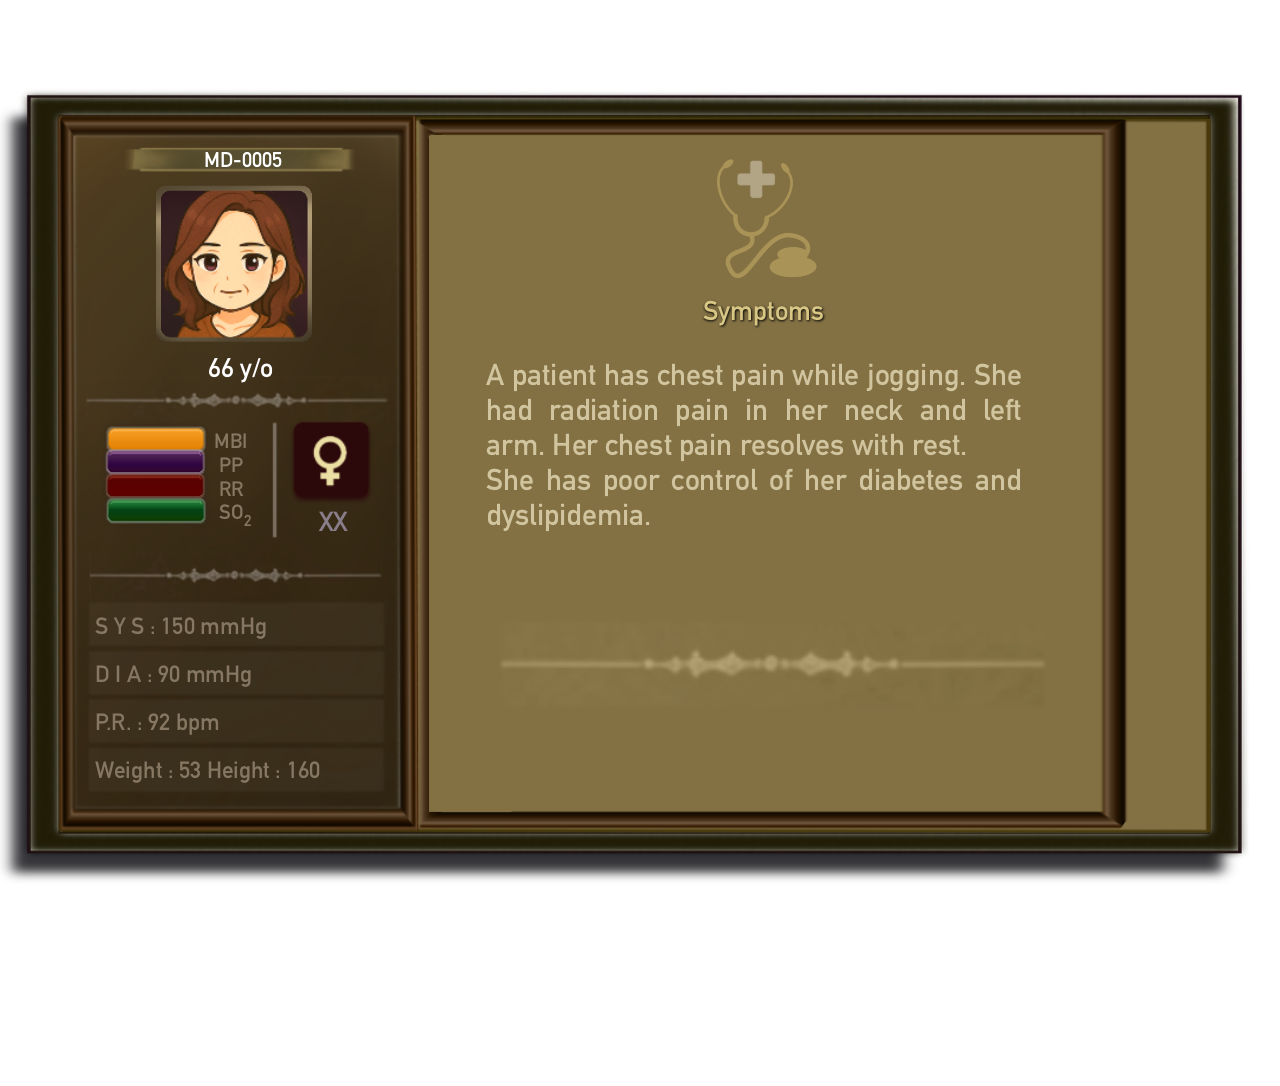 MD-0005
66 y/o
MBI
PP
RR
SO2
XX
S Y S : 150 mmHg
D I A : 90 mmHg
P.R. : 92 bpm
Weight : 53 Height : 160
Symptoms
A patient has chest pain while jogging. She
had radiation pain in her neck and left
arm. Her chest pain resolves with rest.
She has poor control of her diabetes and
dyslipidemia.